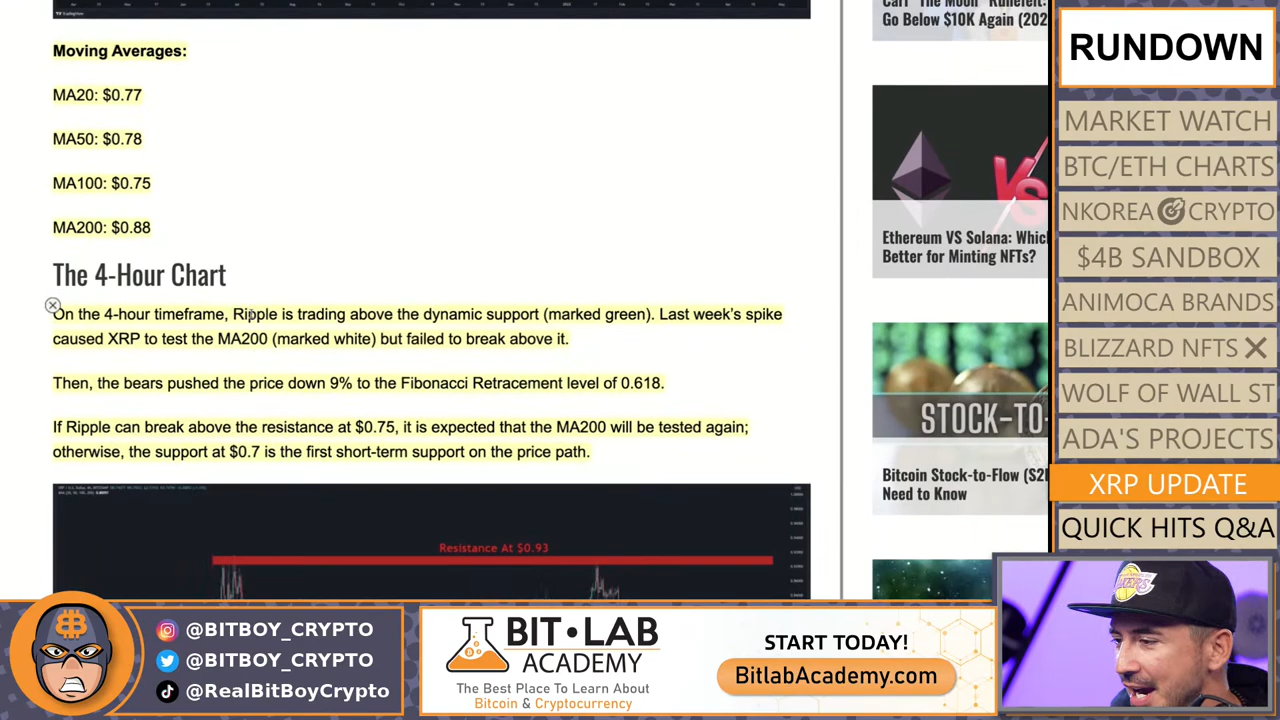 Moving Averages:
MA20: $0.77
MA50: $0.78
MA100: $0.75
MA200: $0.88
The 4-Hour Chart
On the 4-hour timeframe, Ripple is trading above the dynamic support (marked green). Last week's spike
caused XRP to test the MA200 (marked white) but failed to break above it.
Then, the bears pushed the price down 9% to the Fibonacci Retracement level of 0.618.
If Ripple can break above the resistance at $0.75, it is expected that the MA200 will be tested again;
otherwise, the support at $0.7 is the first short-term support on the price path.
Resistance At $0.93
Go Below $10K Again (202
VS
Ethereum VS Solana: Which
Better for Minting NFTs?
STOCK-TO-
Bitcoin Stock-to-Flow (S2
Need to Know
RUNDOWN
MARKET WATCH
BTC/ETH CHARTS
NKOREA CRYPTO
$4B SANDBOX
ANIMOCA BRANDS
BLIZZARD NFTS
WOLF OF WALL ST
ADA'S PROJECTS
XRP UPDATE
QUICK HITS Q&A
@BITBOY_CRYPTO
@BITBOY_CRYPTO
@RealBitBoyCrypto
BIT•LAB
ACADEMY
The Best Place To Learn About
Bitcoin & Cryptocurrency
START TODAY!
BitlabAcademy.com